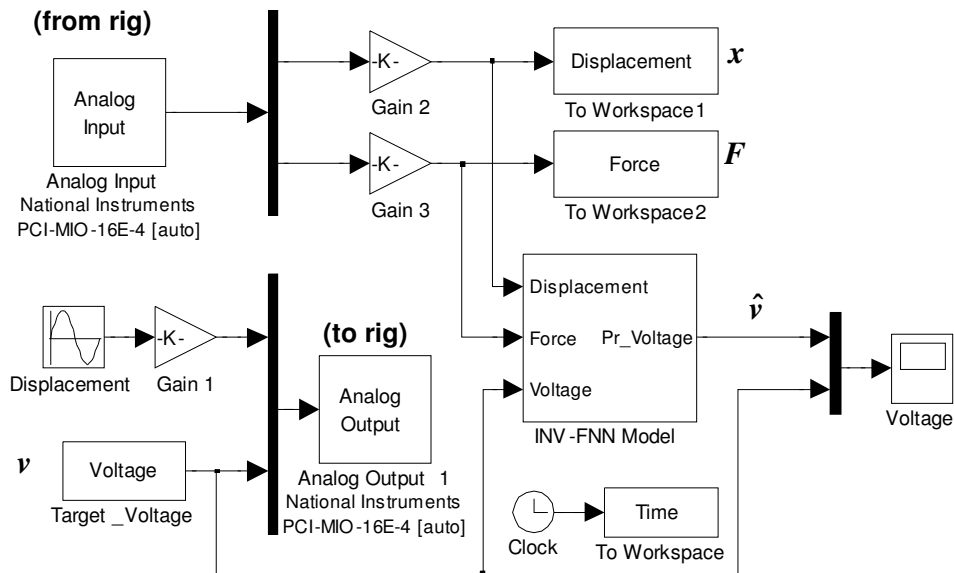 (from rig)
Analog
Input
Analog Input
National Instruments
PCI-MIO-16E-4 [auto]
-K-
Gain 2
Displacement
x
To Workspace1
-K-
Gain 3
Force
F
To Workspace2
Displacement
-K-
Gain 1
(to rig)
Analog
Output
Analog Output 1
National Instruments
PCI-MIO-16E-4 [auto]
v
Voltage
Target _Voltage
Displacement
Force
Voltage
Pr_Voltage
INV-FNN Model
v̂
Voltage
Clock
Time
To Workspace